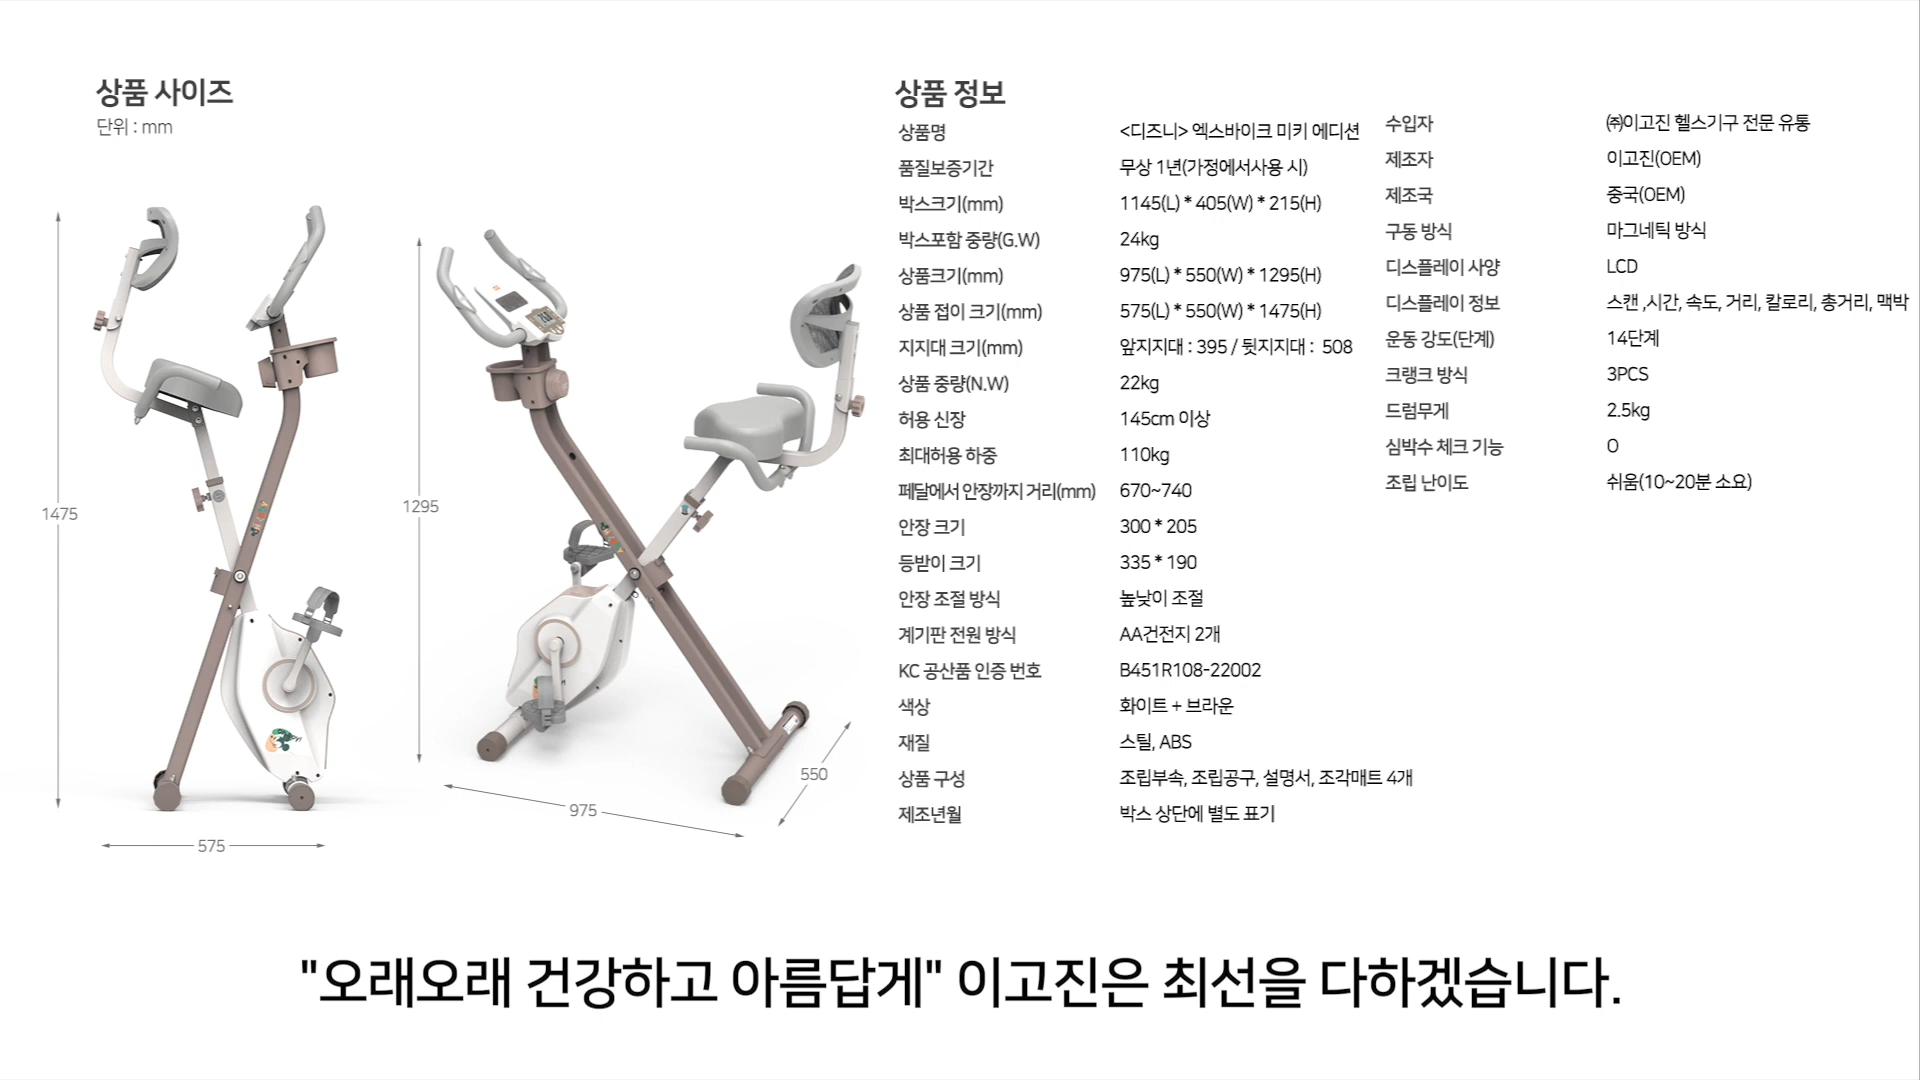 상품 사이즈
단위 : mm
1475
575
1295
975
550
상품 정보
상품명 <디즈니> 엑스바이크 미키 에디션
품질보증기간 무상 1년(가정에서사용 시)
박스크기(mm) 1145(L) * 405(W) * 215(H)
박스포함 중량(G.W) 24kg
상품크기(mm) 975(L) * 550(W) * 1295(H)
상품 접이 크기(mm) 575(L) * 550(W) * 1475(H)
지지대 크기(mm) 앞지지대 : 395 / 뒷지지대 : 508
상품 중량(N.W) 22kg
허용 신장 145cm 이상
최대허용 하중 110kg
페달에서 안장까지 거리(mm) 670~740
안장 크기 300 * 205
등받이 크기 335 * 190
안장 조절 방식 높낮이 조절
계기판 전원 방식 AA건전지 2개
KC 공산품 인증 번호 B451R108-22002
색상 화이트 + 브라운
재질 스틸, ABS
상품 구성 조립부속, 조립공구, 설명서, 조각매트 4개
제조년월 박스 상단에 별도 표기
수입자 ㈜이고진 헬스기구 전문 유통
제조자 이고진(OEM)
제조국 중국(OEM)
구동 방식 마그네틱 방식
디스플레이 사양 LCD
디스플레이 정보 스캔 ,시간, 속도, 거리, 칼로리, 총거리, 맥박
운동 강도(단계) 14단계
크랭크 방식 3PCS
드럼무게 2.5kg
심박수 체크 기능 O
조립 난이도 쉬움(10~20분 소요)
"오래오래 건강하고 아름답게" 이고진은 최선을 다하겠습니다.